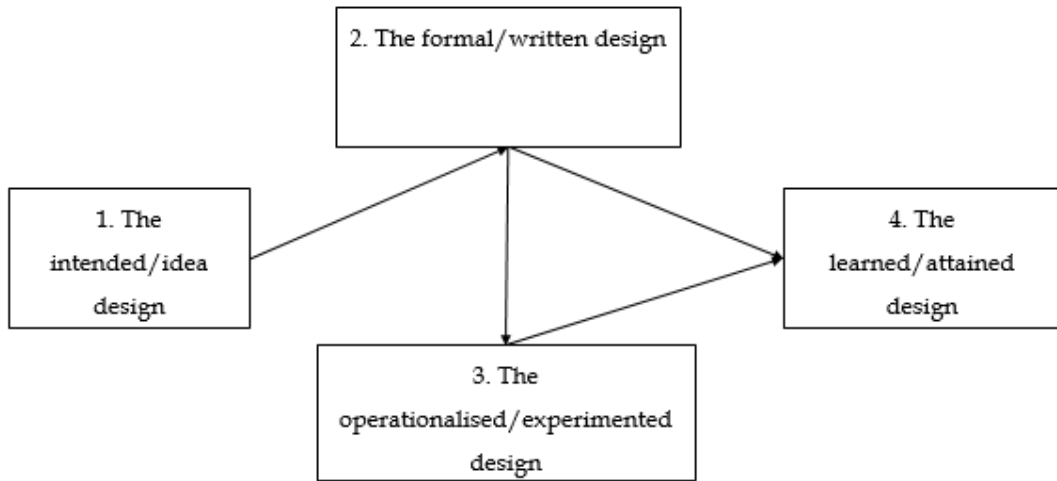 2. The formal/written design
1. The
intended/idea
design
4. The
learned/attained
design
3. The
operationalised/experimented
design